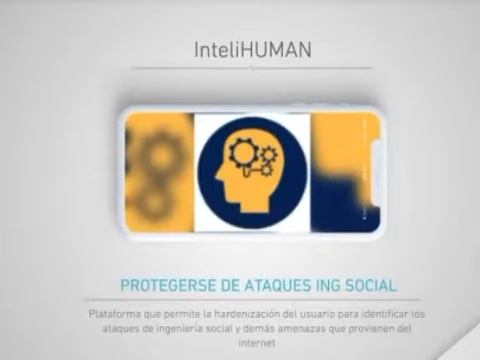 InteliHUMAN
PROTEGERSE DE ATAQUES ING SOCIAL
Plataforma que permite la hardenización del usuario para identificar los
ataques de ingeniería social y demás amenazas que provienen del
internet